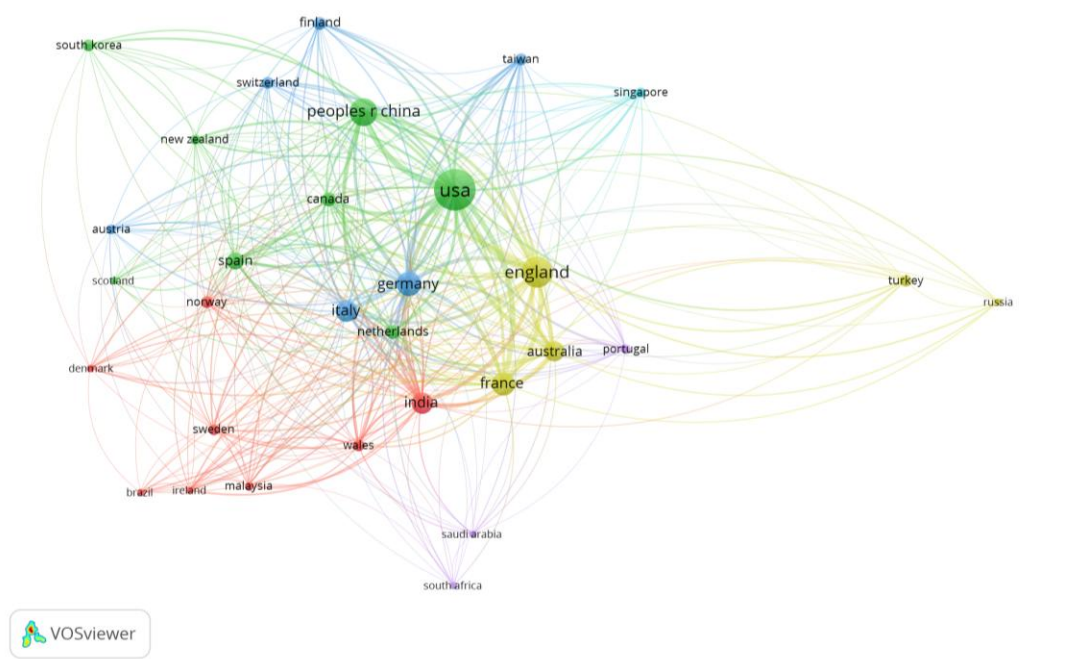 finland
south korea
taiwan
switzerland
singapore
peoples r china
new zealand
usa
canada
austria
spain
england
scotland
germany
turkey
norway
russia
italy
netherlands
portugal
australia
denmark
france
india
sweden
wales
malaysia
ireland
brazil
saudi arabia
south africa
VOSviewer